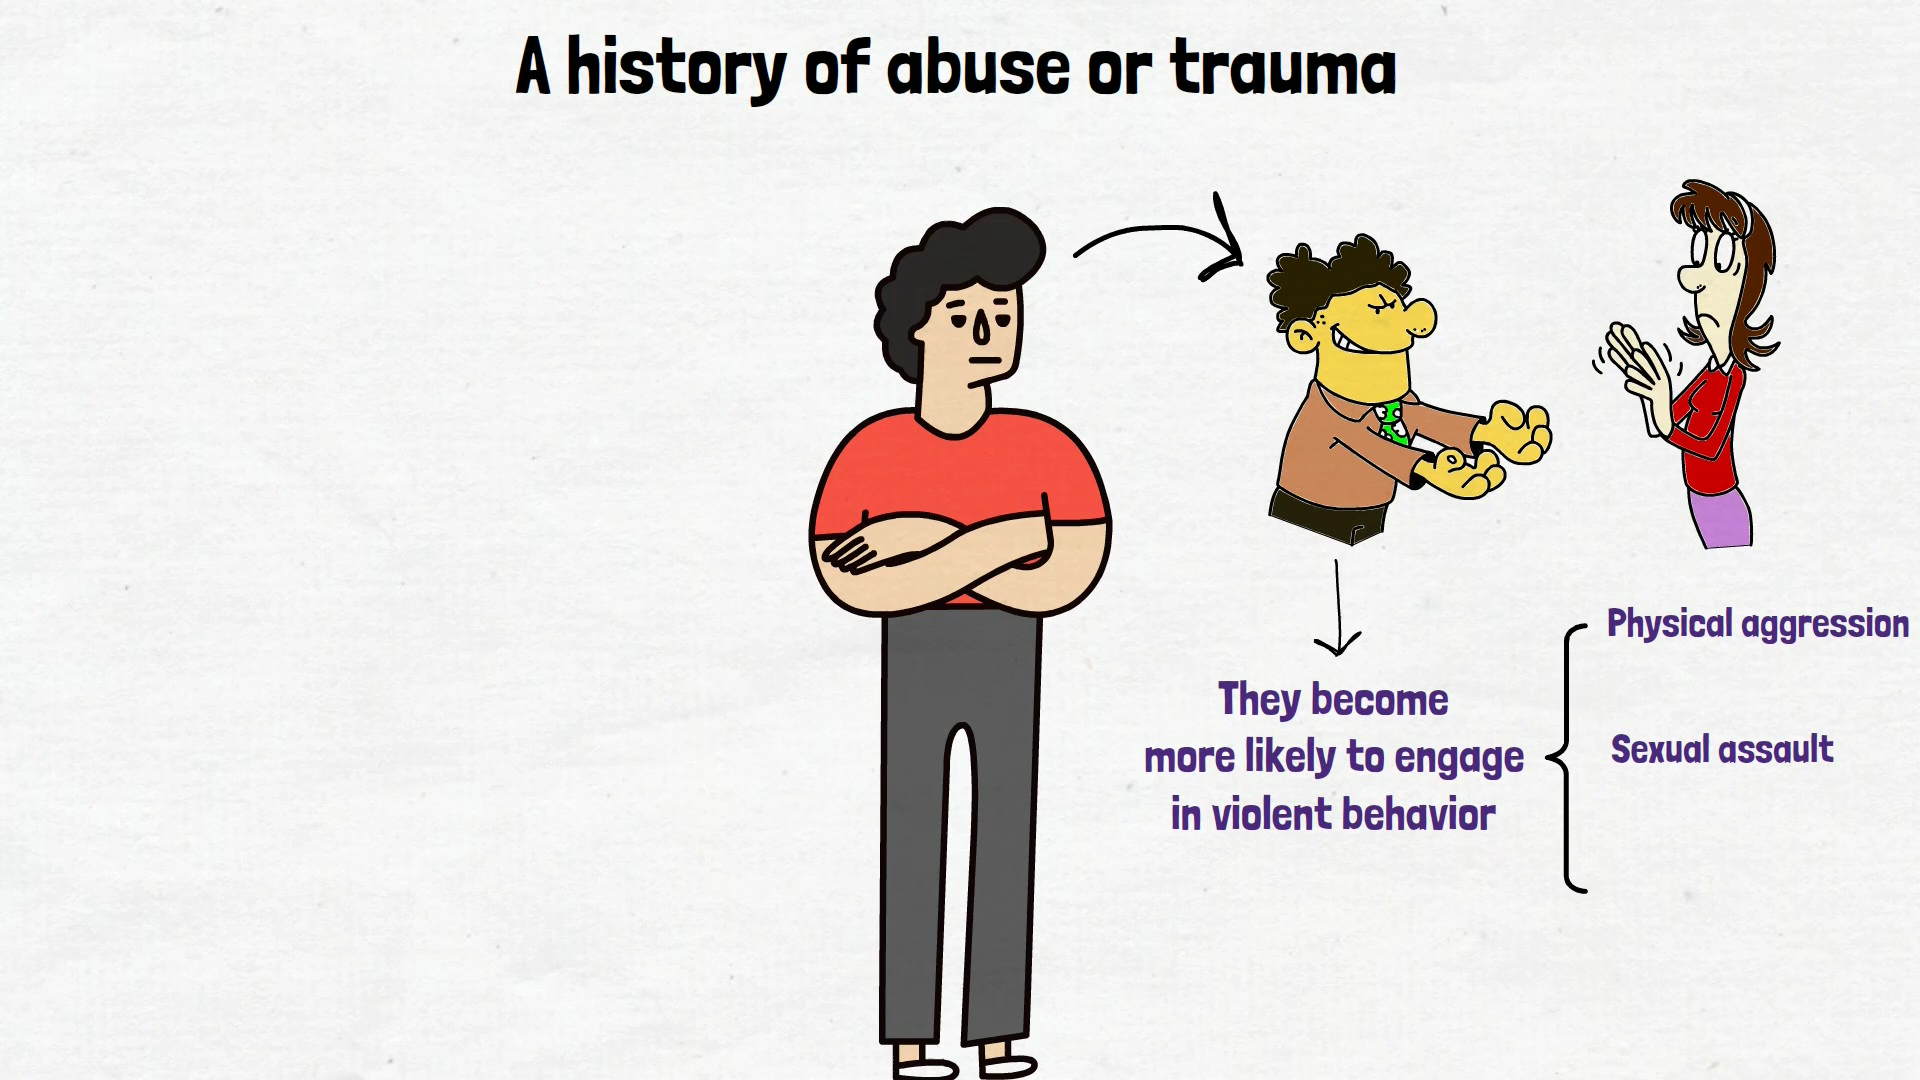 A history of abuse or trauma
They become
more likely to engage
in violent behavior
Physical aggression
Sexual assault